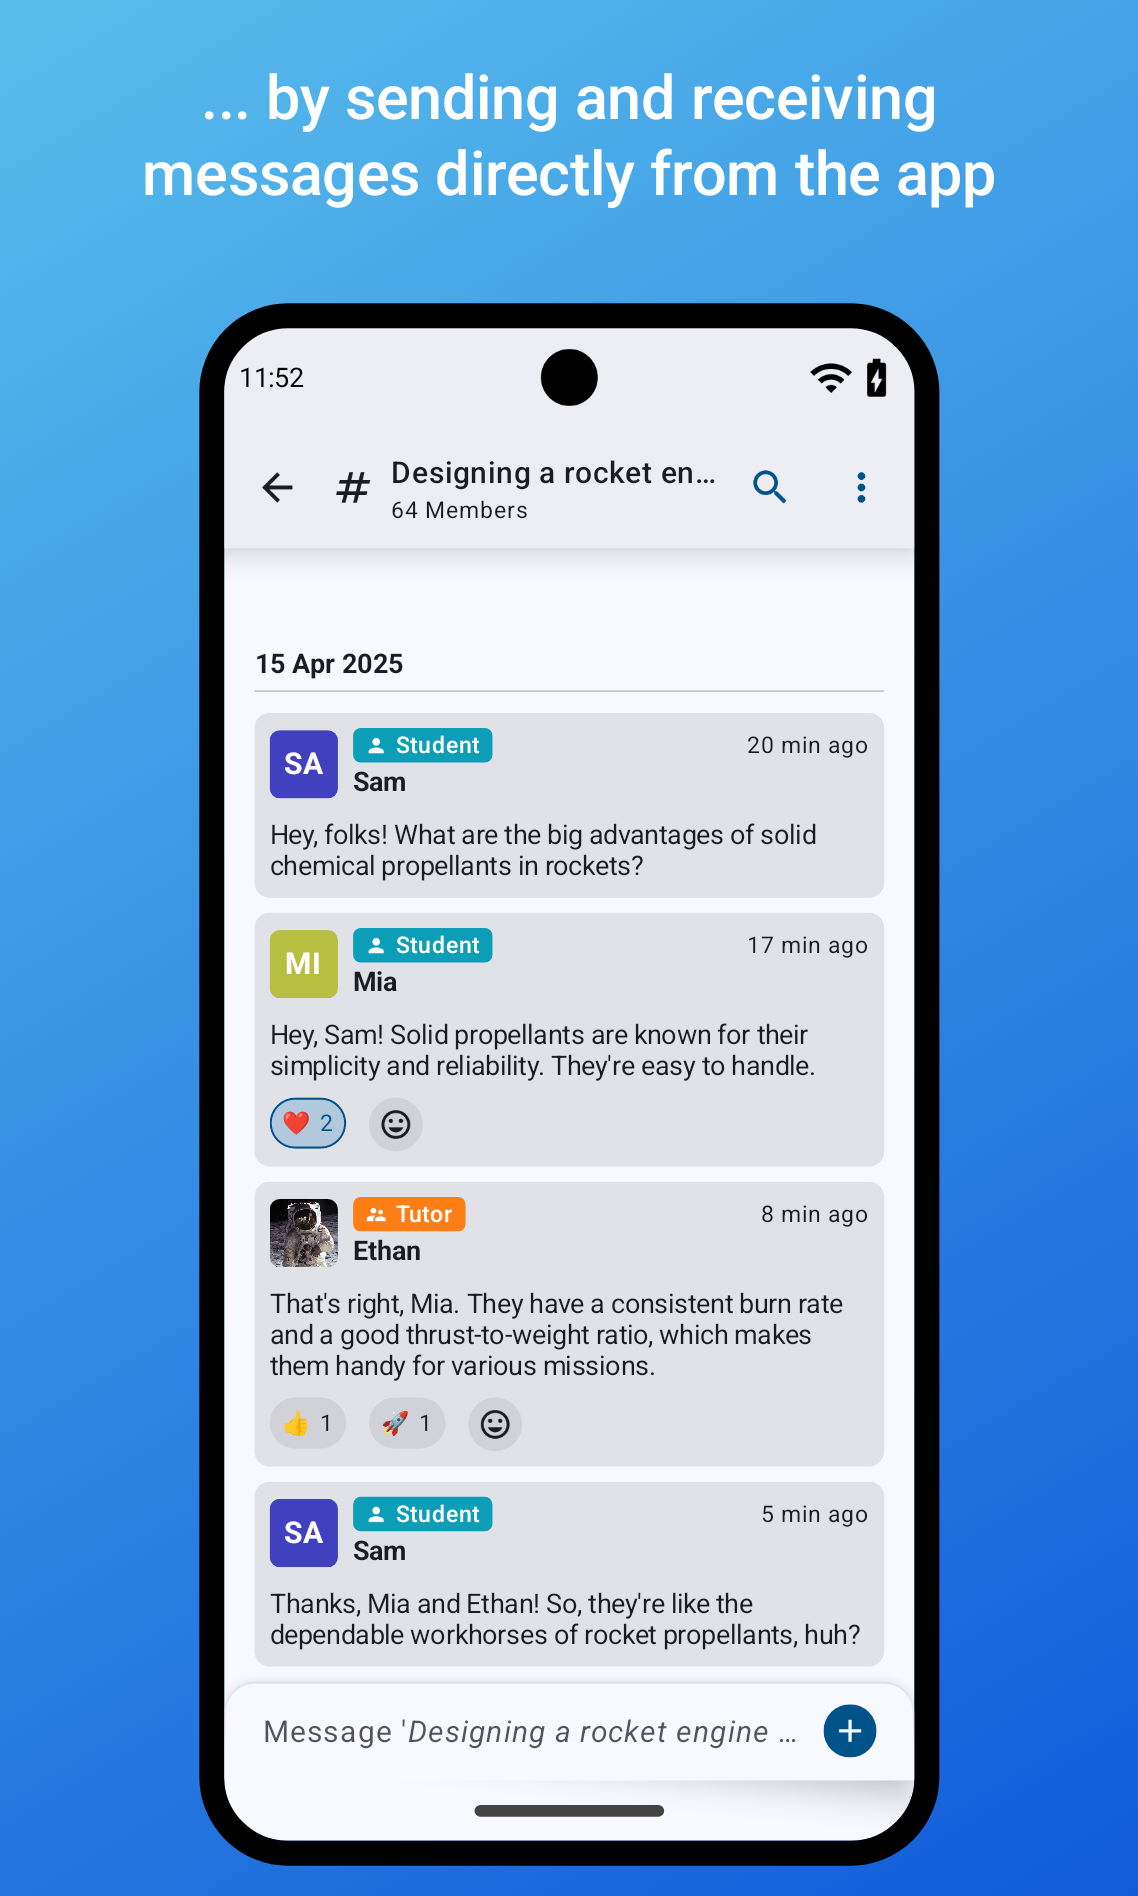 ... by sending and receiving
messages directly from the app
11:52
# Designing a rocket en...
64 Members
15 Apr 2025
SA
Student
20 min ago
Sam
Hey, folks! What are the big advantages of solid
chemical propellants in rockets?
MI
Student
17 min ago
Mia
Hey, Sam! Solid propellants are known for their
simplicity and reliability. They're easy to handle.
❤️ 2
Tutor
8 min ago
Ethan
That's right, Mia. They have a consistent burn rate
and a good thrust-to-weight ratio, which makes
them handy for various missions.
👍 1 🚀 1
SA
Student
5 min ago
Sam
Thanks, Mia and Ethan! So, they're like the
dependable workhorses of rocket propellants, huh?
Message 'Designing a rocket engine ...